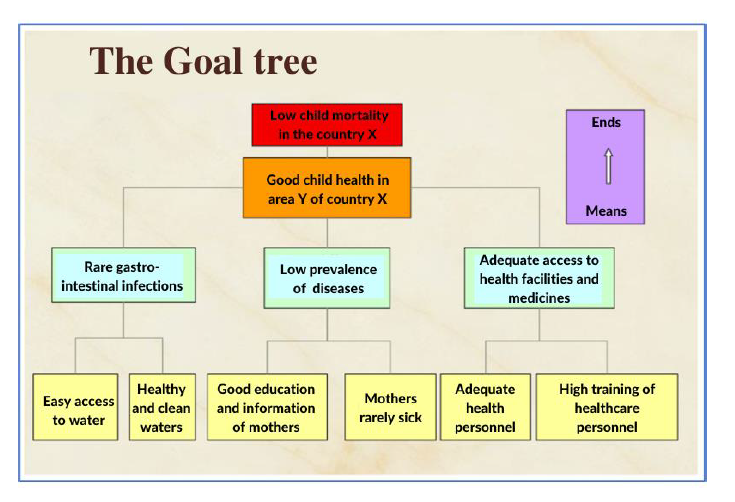 The Goal tree
Low child mortality
in the country X
Ends
Means
Good child health in
area Y of country X
Rare gastro-
intestinal infections
Low prevalence
of diseases
Adequate access to
health facilities and
medicines
Easy access
to water
Healthy
and clean
waters
Good education
and information
of mothers
Mothers
rarely sick
Adequate
health
personnel
High training of
healthcare
personnel